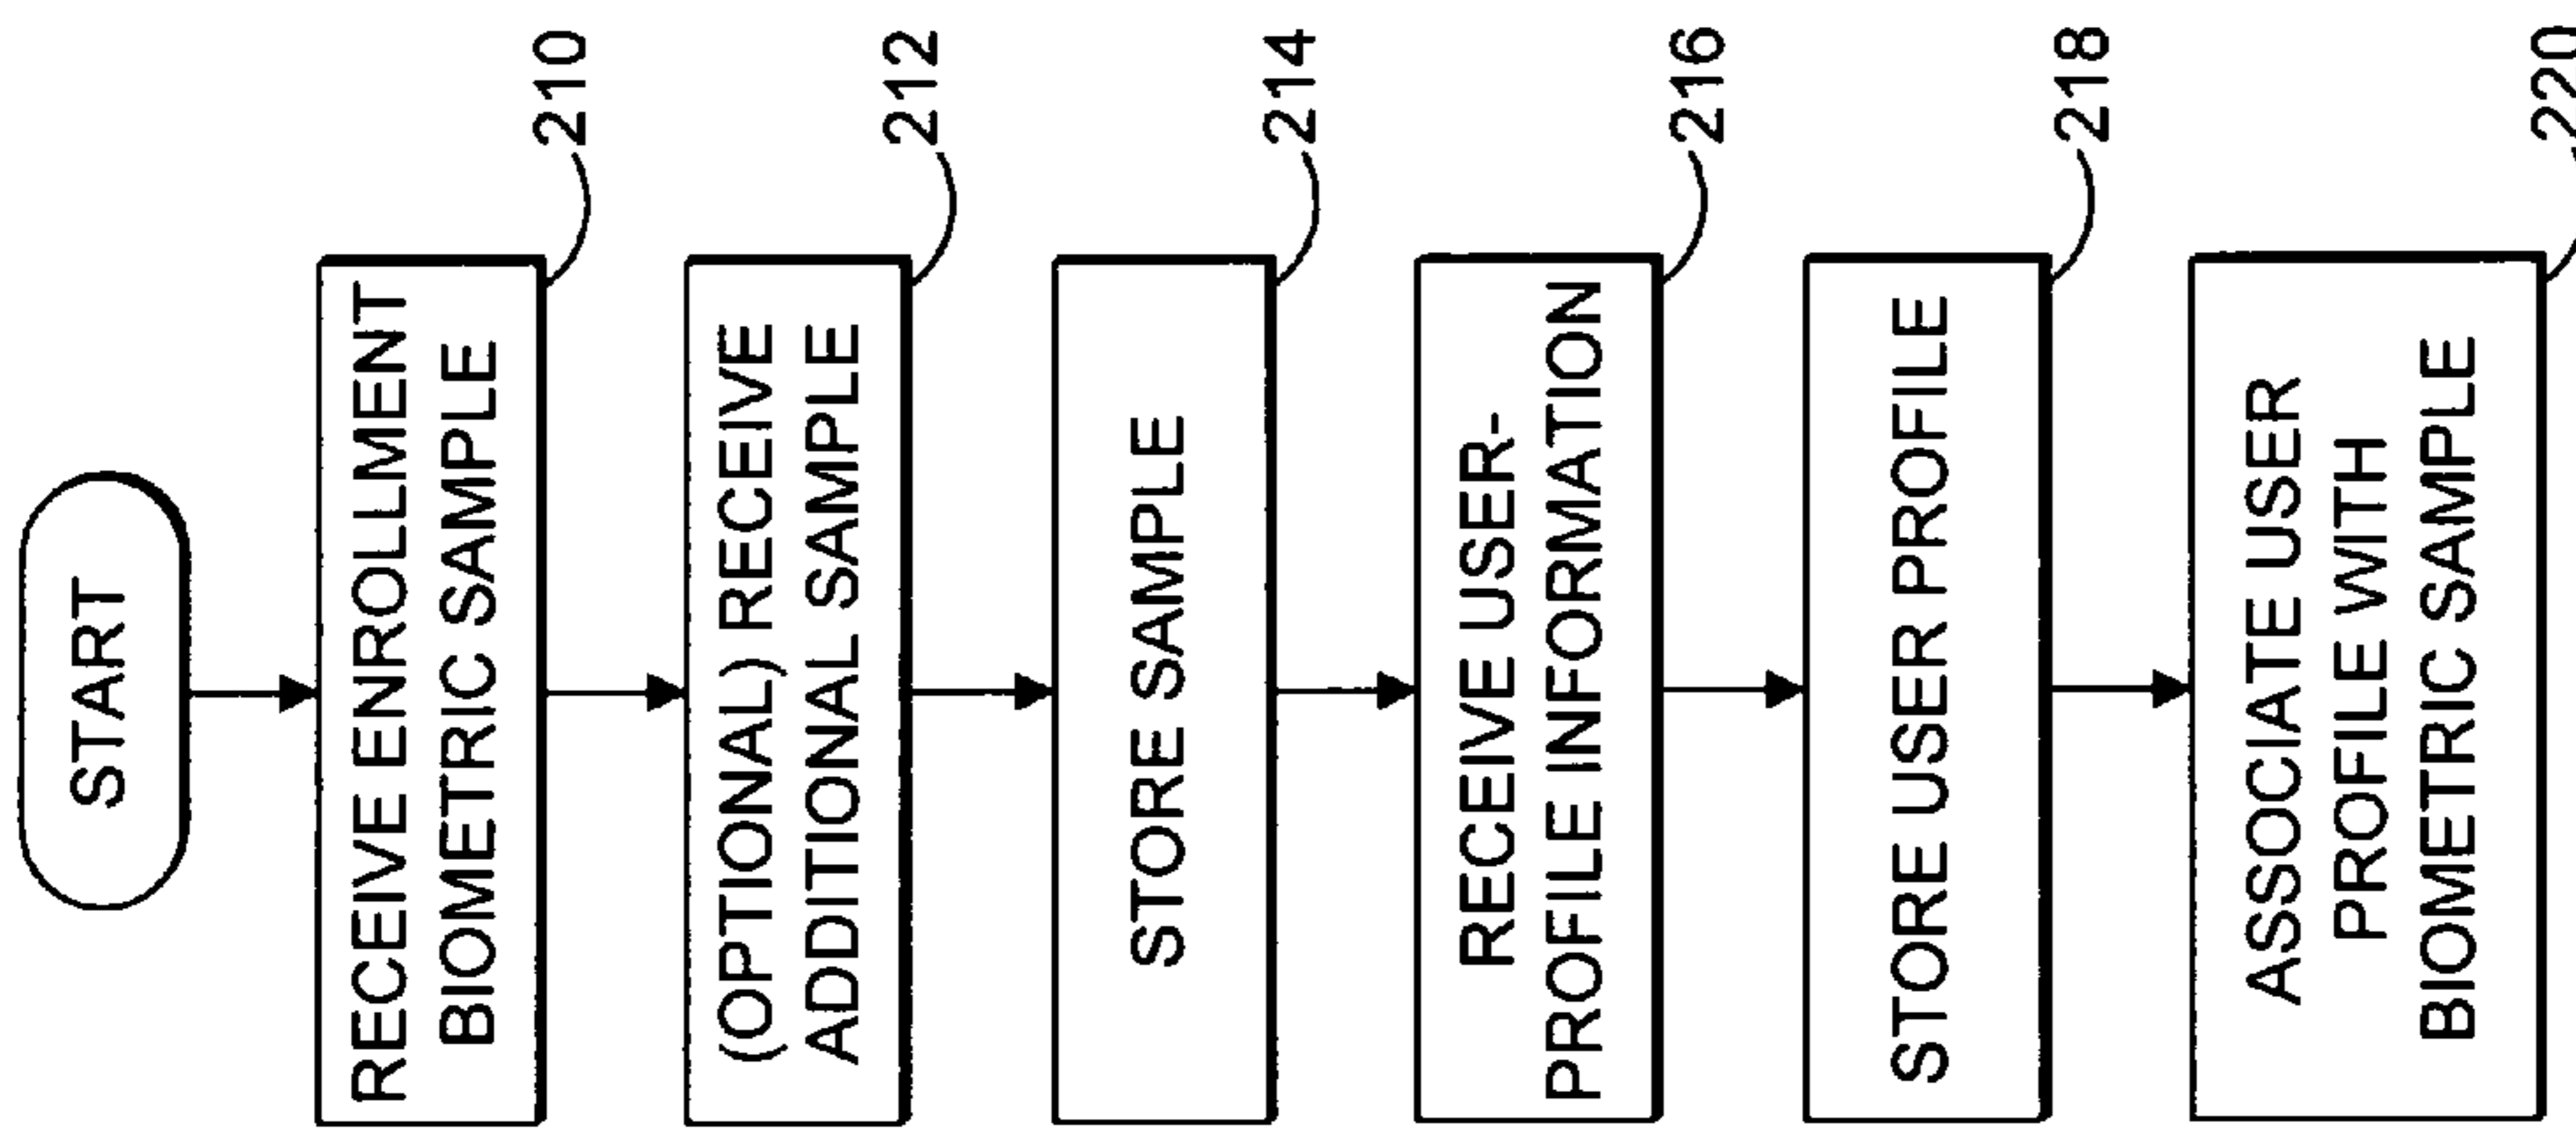 START
RECEIVE ENROLLMENT
BIOMETRIC SAMPLE
210
(OPTIONAL) RECEIVE
ADDITIONAL SAMPLE
212
STORE SAMPLE
214
RECEIVE USER-
PROFILE INFORMATION
216
STORE USER PROFILE
218
ASSOCIATE USER
PROFILE WITH
BIOMETRIC SAMPLE
220